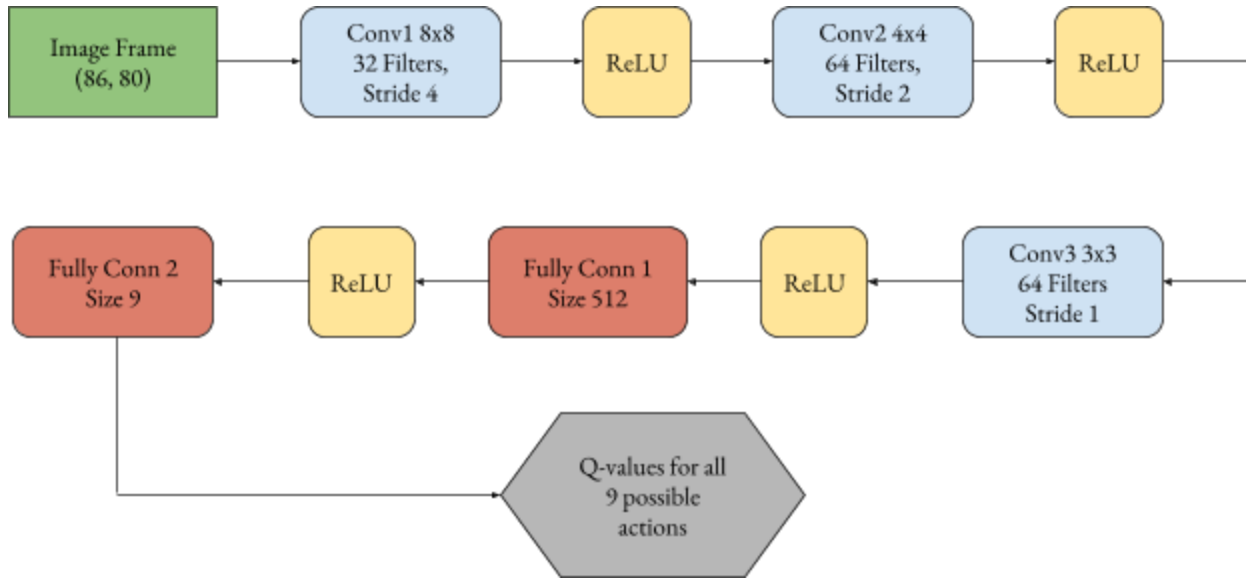 Image Frame
(86, 80)
Conv1 8x8
32 Filters,
Stride 4
ReLU
Conv2 4x4
64 Filters,
Stride 2
ReLU
Conv3 3x3
64 Filters
Stride 1
ReLU
Fully Conn 1
Size 512
ReLU
Fully Conn 2
Size 9
Q-values for all
9 possible
actions